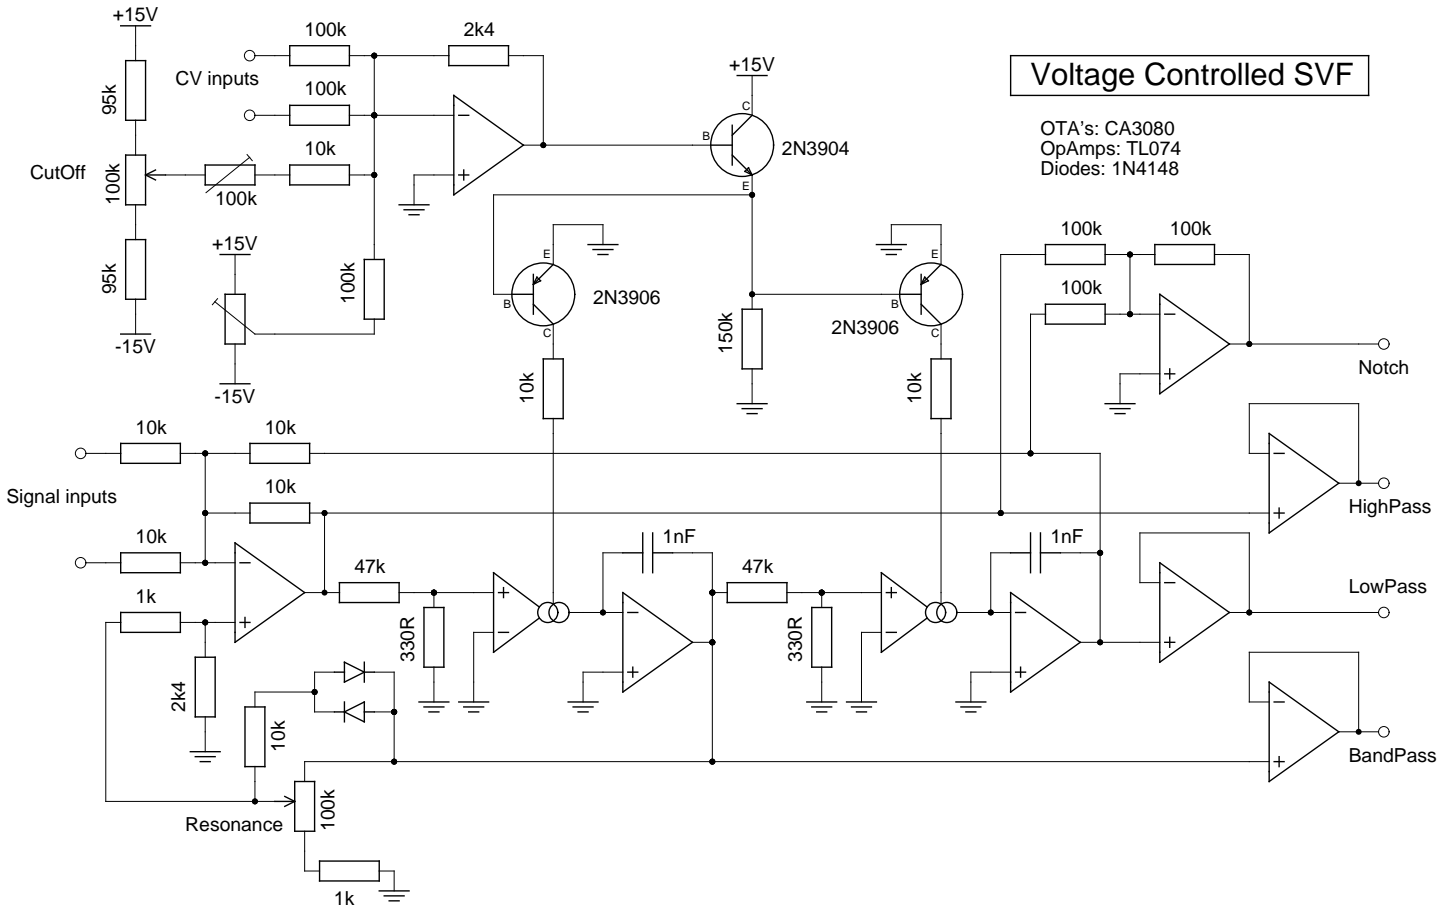 +15V
100k
2k4
Voltage Controlled SVF
CV inputs
+15V
95k
100k
C
OTA's: CA3080
OpAmps: TL074
Diodes: 1N4148
−
B
2N3904
10k
CutOff
100k
100k
+
E
+15V
100k
100k
95k
100k
E
E
100k
2N3906
B
−
150k
B
2N3906
C
C
-15V
Notch
+
10k
10k
-15V
10k
10k
−
Signal inputs
10k
HighPass
+
10k
1nF
1nF
−
47k
47k
−
LowPass
1k
+
+
−
+
−
+
330R
−
330R
−
+
+
2k4
−
10k
BandPass
+
100k
Resonance
1k